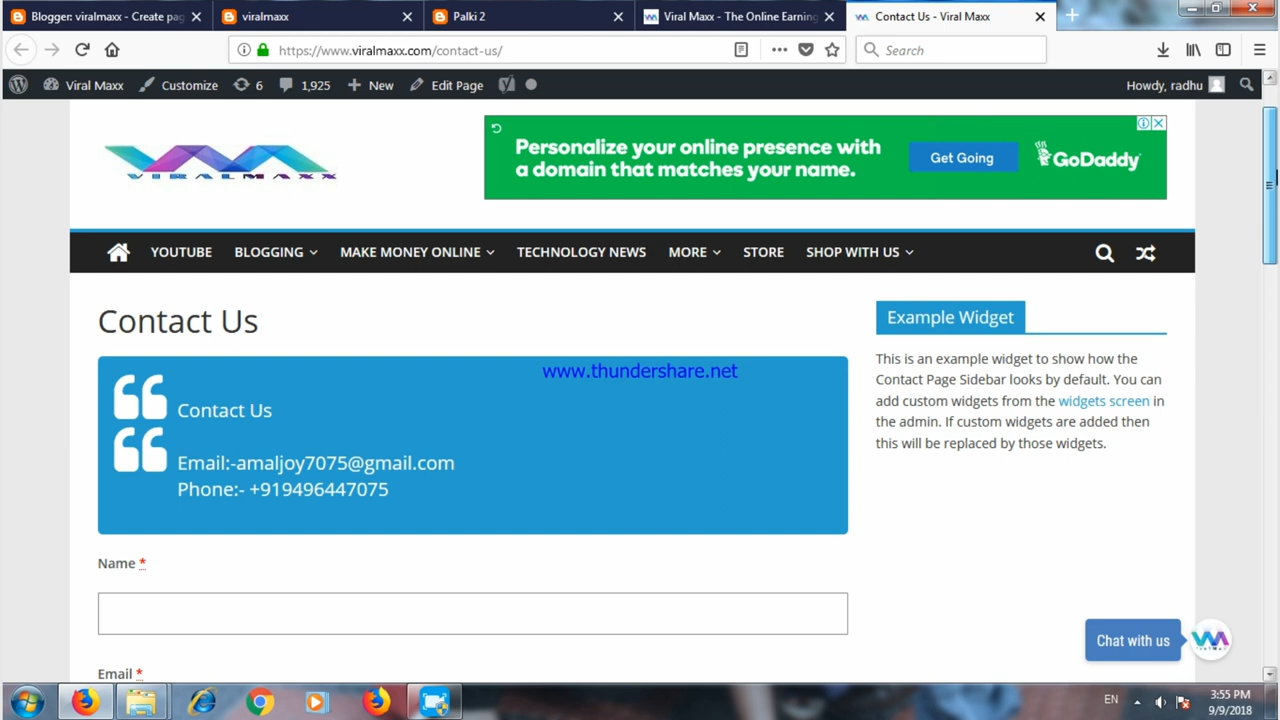 Blogger: viralmaxx - Create pag
viralmaxx
Palki 2
Viral Maxx - The Online Earning
Contact Us - Viral Maxx
https://www.viralmaxx.com/contact-us/
Search
Viral Maxx
Customize
6
1,925
New
Edit Page
Howdy, radhu
VIRALMAXX
Personalize your online presence with
a domain that matches your name.
Get Going
GoDaddy
YOUTUBE
BLOGGING
MAKE MONEY ONLINE
TECHNOLOGY NEWS
MORE
STORE
SHOP WITH US
Contact Us
www.thundershare.net
Contact Us
Email:-amaljoy7075@gmail.com
Phone:- +919496447075
Name *
Email *
Example Widget
This is an example widget to show how the
Contact Page Sidebar looks by default. You can
add custom widgets from the widgets screen in
the admin. If custom widgets are added then
this will be replaced by those widgets.
Chat with us
EN
3:55 PM
9/9/2018